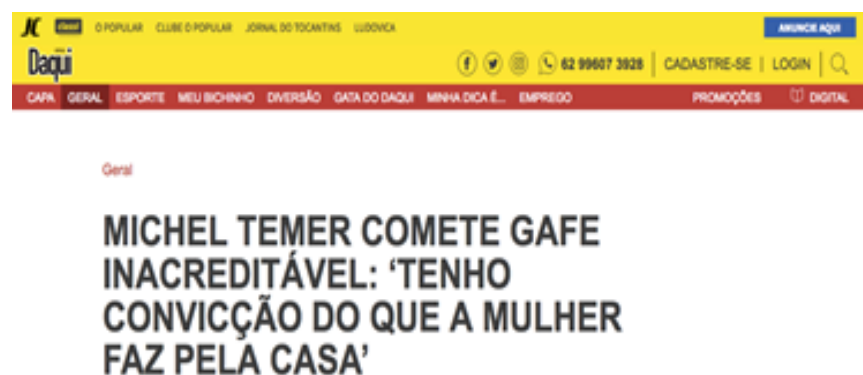 JC classi O POPULAR CLUBE O POPULAR JORNAL DO TOCANTINS LUDOVICA ANUNCIE AQUI
Daqui 62 99607 3928 | CADASTRE-SE | LOGIN
CAPA GERAL ESPORTE MEU BICHINHO DIVERSÃO GATA DO DAQUI MINHA DICA É... EMPREGO PROMOÇÕES DIGITAL
Geral
MICHEL TEMER COMETE GAFE
INACREDITÁVEL: ‘TENHO
CONVICÇÃO DO QUE A MULHER
FAZ PELA CASA’